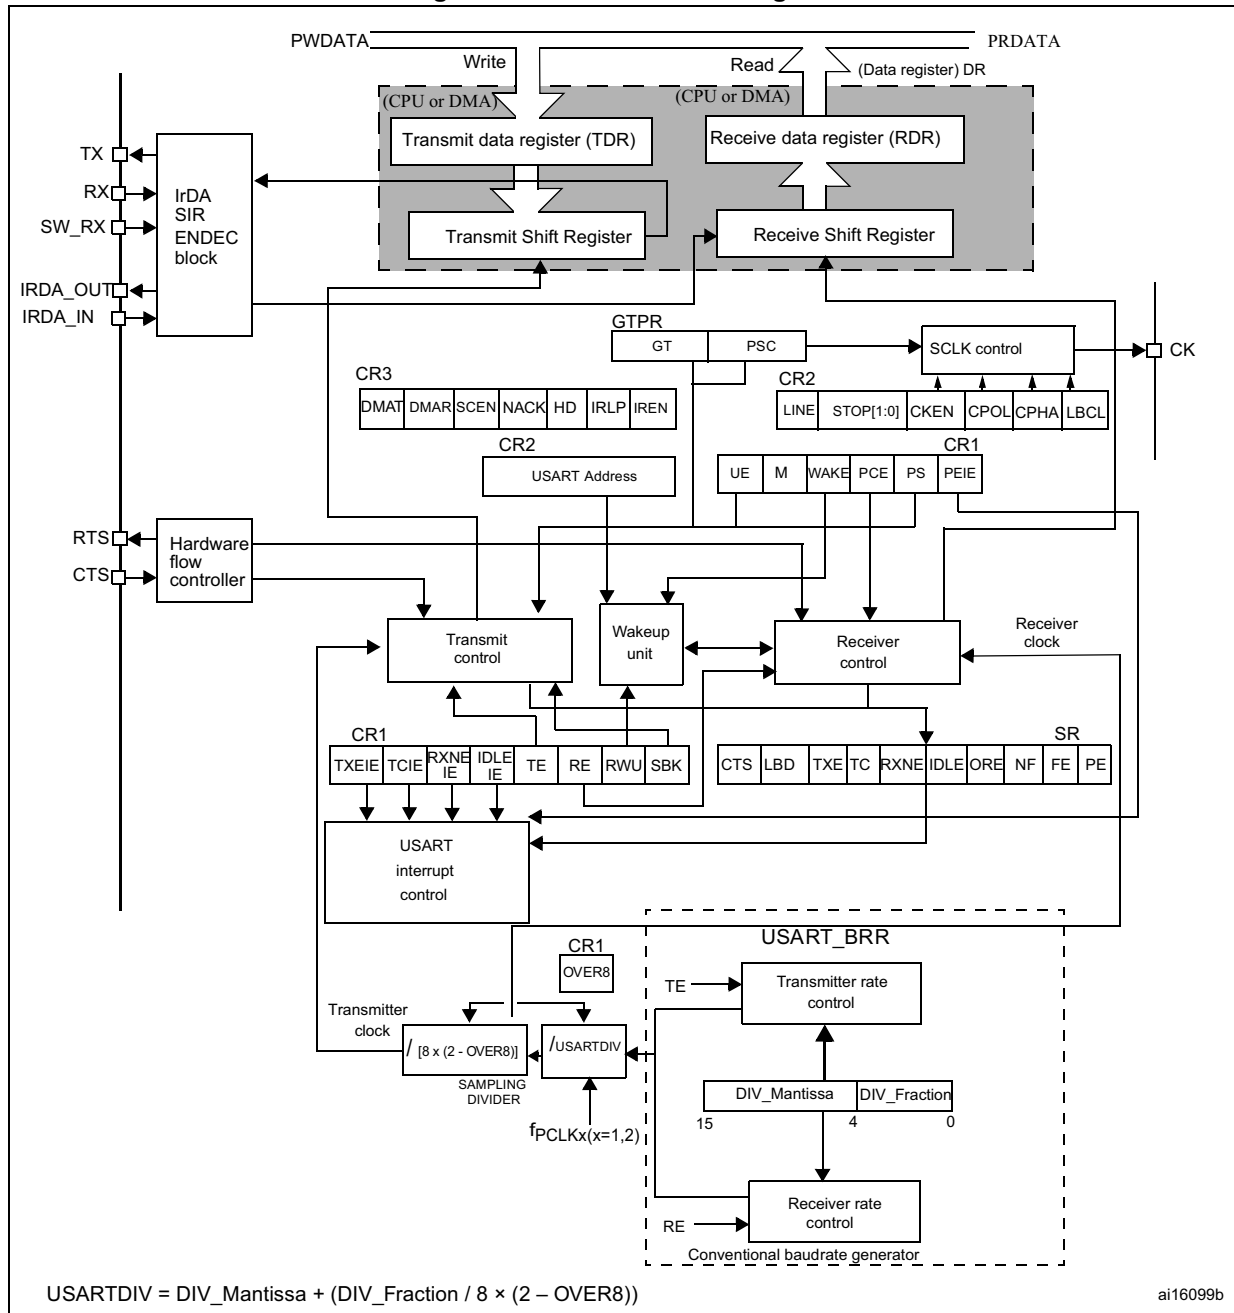 PWDATA
PRDATA
Write
Read
(Data register) DR
(CPU or DMA)
(CPU or DMA)
Transmit data register (TDR)
Receive data register (RDR)
TX
RX
SW_RX
IRDA_OUT
IRDA_IN
IrDA
SIR
ENDEC
block
Transmit Shift Register
Receive Shift Register
GTPR
GT
PSC
SCLK control
CK
CR3
DMAT
DMAR
SCEN
NACK
HD
IRLP
IREN
CR2
LINE
STOP[1:0]
CKEN
CPOL
CPHA
LBCL
CR2
USART Address
CR1
UE
M
WAKE
PCE
PS
PEIE
RTS
CTS
Hardware
flow
controller
Transmit
control
Wakeup
unit
Receiver
control
Receiver
clock
CR1
TXEIE
TCIE
RXNE
IE
IDLE
IE
TE
RE
RWU
SBK
SR
CTS
LBD
TXE
TC
RXNE
IDLE
ORE
NF
FE
PE
USART
interrupt
control
USART_BRR
CR1
OVER8
TE
Transmitter rate
control
Transmitter
clock
/ [8 x (2 - OVER8)]
/USARTDIV
SAMPLING
DIVIDER
fPCLKx(x=1,2)
DIV_Mantissa
DIV_Fraction
15
4
0
RE
Receiver rate
control
Conventional baudrate generator
USARTDIV = DIV_Mantissa + (DIV_Fraction / 8 × (2 – OVER8))
ai16099b